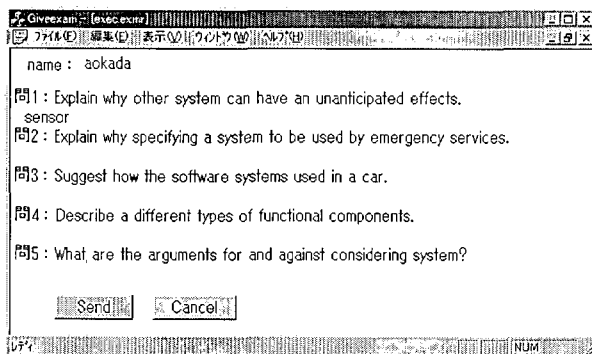 Giveexam - [exec.exmr]
ファイル(F) 編集(E) 表示(V) ウィンドウ(W) ヘルプ(H)
name : aokada
問1 : Explain why other system can have an unanticipated effects.
sensor
問2 : Explain why specifying a system to be used by emergency services.
問3 : Suggest how the software systems used in a car.
問4 : Describe a different types of functional components.
問5 : What are the arguments for and against considering system?
Send Cancel
レディ NUM